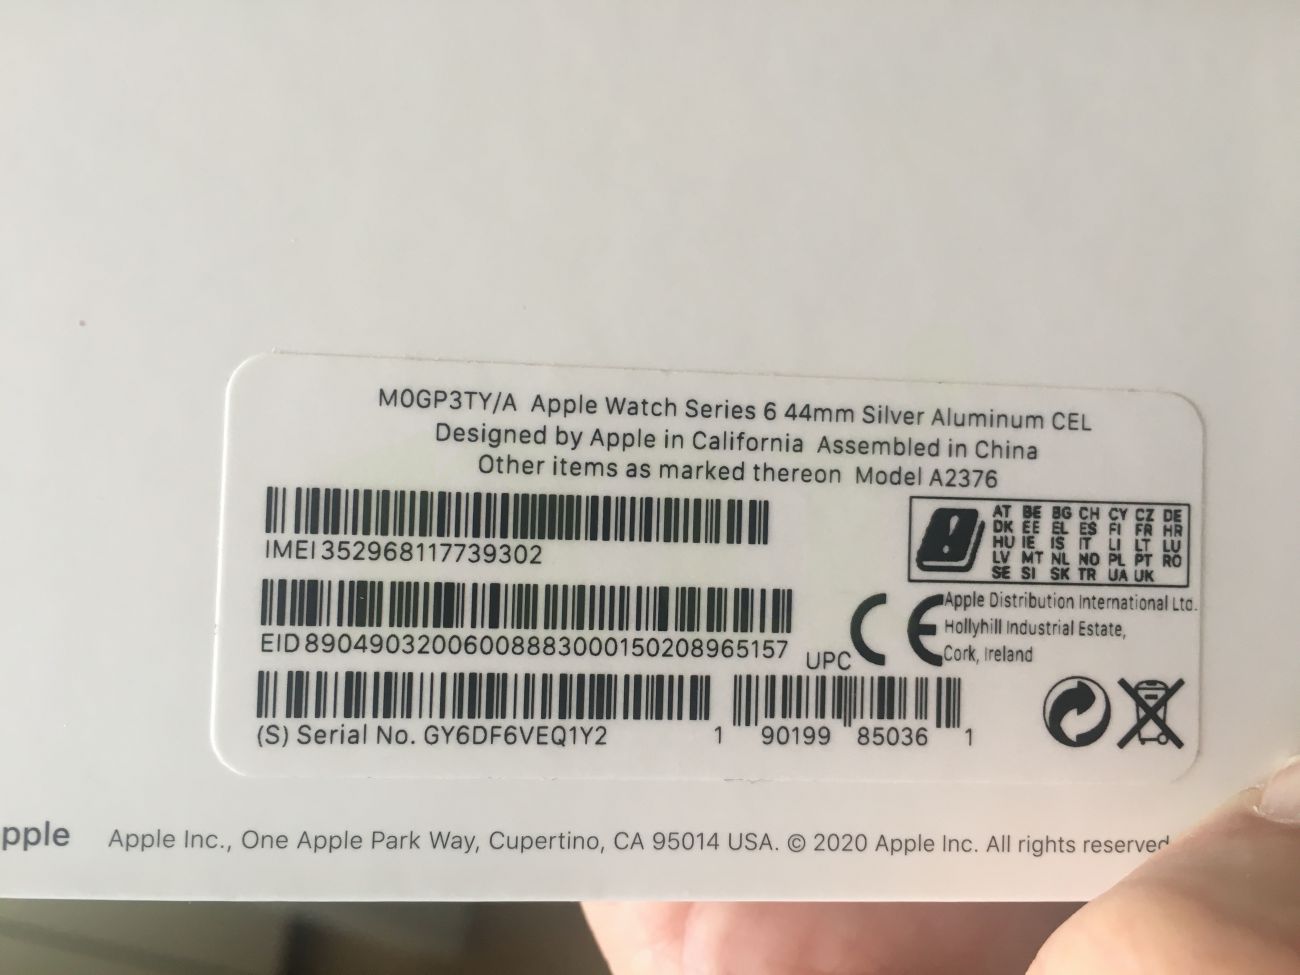 M0GP3TY/A Apple Watch Series 6 44mm Silver Aluminum CEL
Designed by Apple in California Assembled in China
Other items as marked thereon Model A2376
IMEI 352968117739302
AT BE BG CH CY CZ DE
DK EE EL ES FI FR HR
HU IE IS IT LI LT LU
LV MT NL NO PL PT RO
SE SI SK TR UA UK
EID 89049032006008883000150208965157
UPC
CE
Apple Distribution International Ltd.
Hollyhill Industrial Estate,
Cork, Ireland
(S) Serial No. GY6DF6VEQ1Y2
1 90199 85036 1
pple Apple Inc., One Apple Park Way, Cupertino, CA 95014 USA. © 2020 Apple Inc. All rights reserved